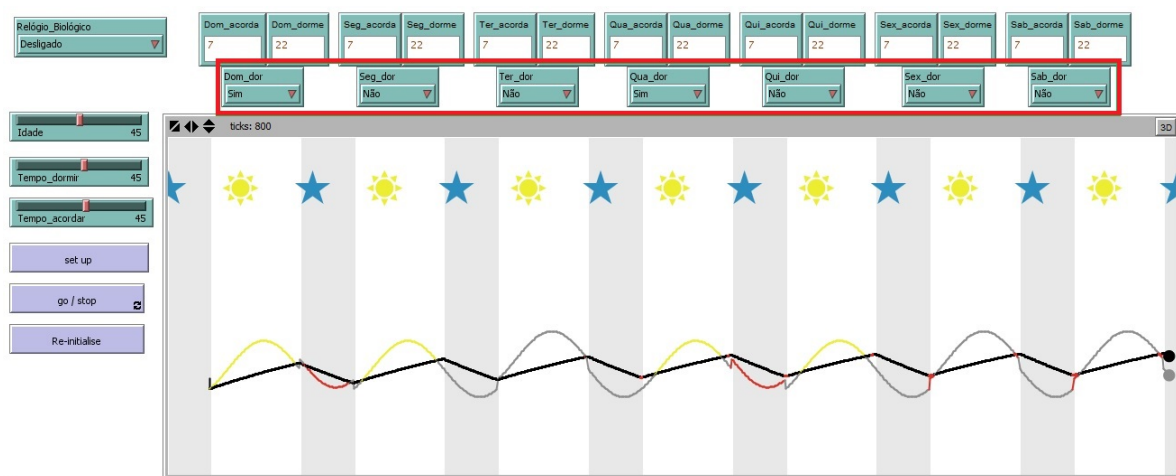 Relógio_Biológico
Desligado
Dom_acorda Dom_dorme Seg_acorda Seg_dorme Ter_acorda Ter_dorme Qua_acorda Qua_dorme Qui_acorda Qui_dorme Sex_acorda Sex_dorme Sab_acorda Sab_dorme
7 22 7 22 7 22 7 22 7 22 7 22 7 22
Dom_dor Seg_dor Ter_dor Qua_dor Qui_dor Sex_dor Sab_dor
Sim Não Não Sim Não Não Não
ticks: 800 3D
Idade 45
Tempo_dormir 45
Tempo_acordar 45
set up
go / stop
Re-initialise